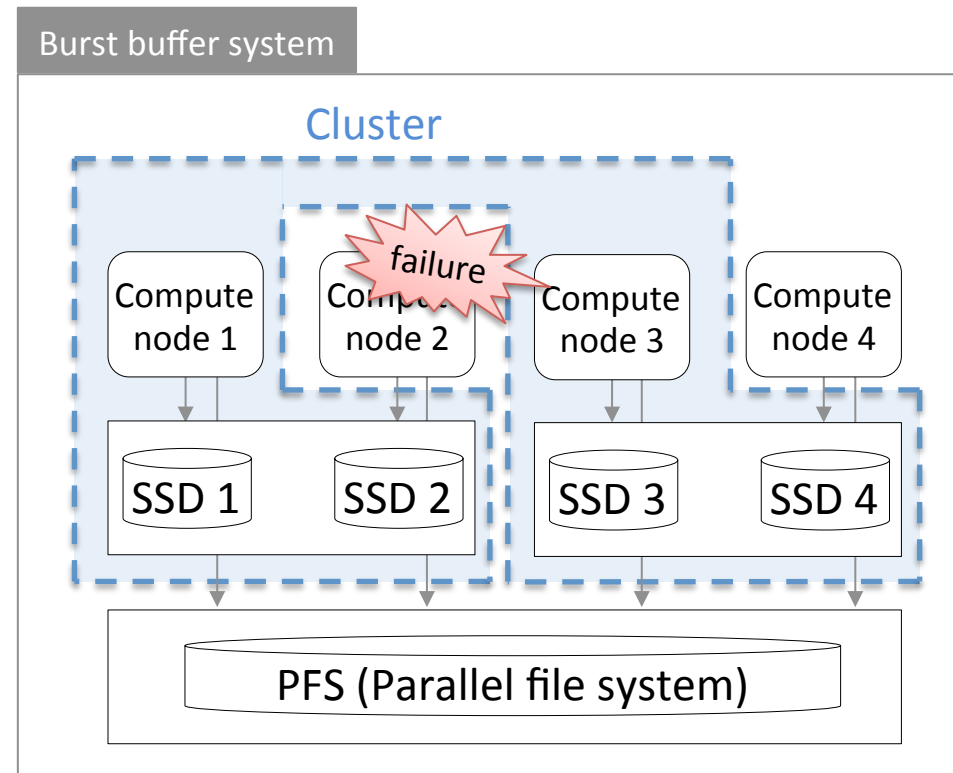 Burst buffer system
Cluster
failure
Compute
node 1
Compute
node 2
Compute
node 3
Compute
node 4
SSD 1
SSD 2
SSD 3
SSD 4
PFS (Parallel file system)